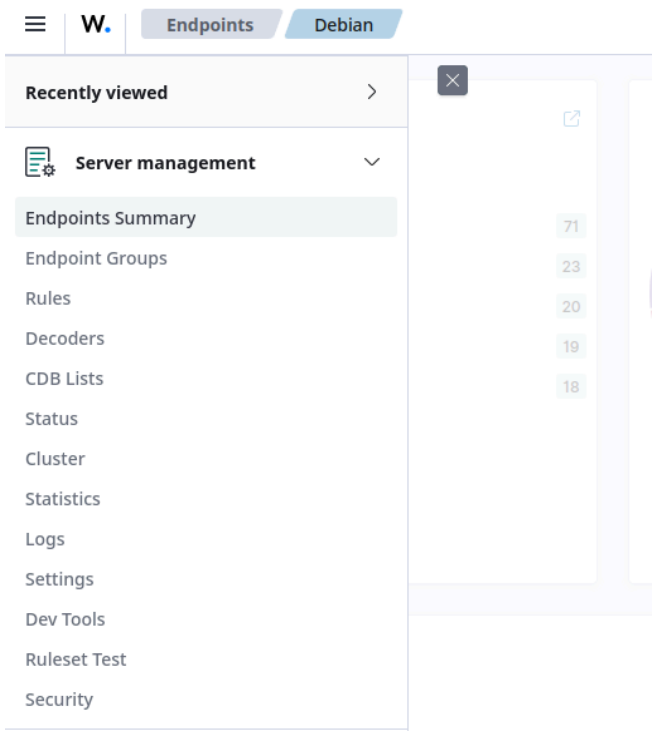 W.
Endpoints
Debian
Recently viewed
Server management
Endpoints Summary
Endpoint Groups
Rules
Decoders
CDB Lists
Status
Cluster
Statistics
Logs
Settings
Dev Tools
Ruleset Test
Security
71
23
20
19
18